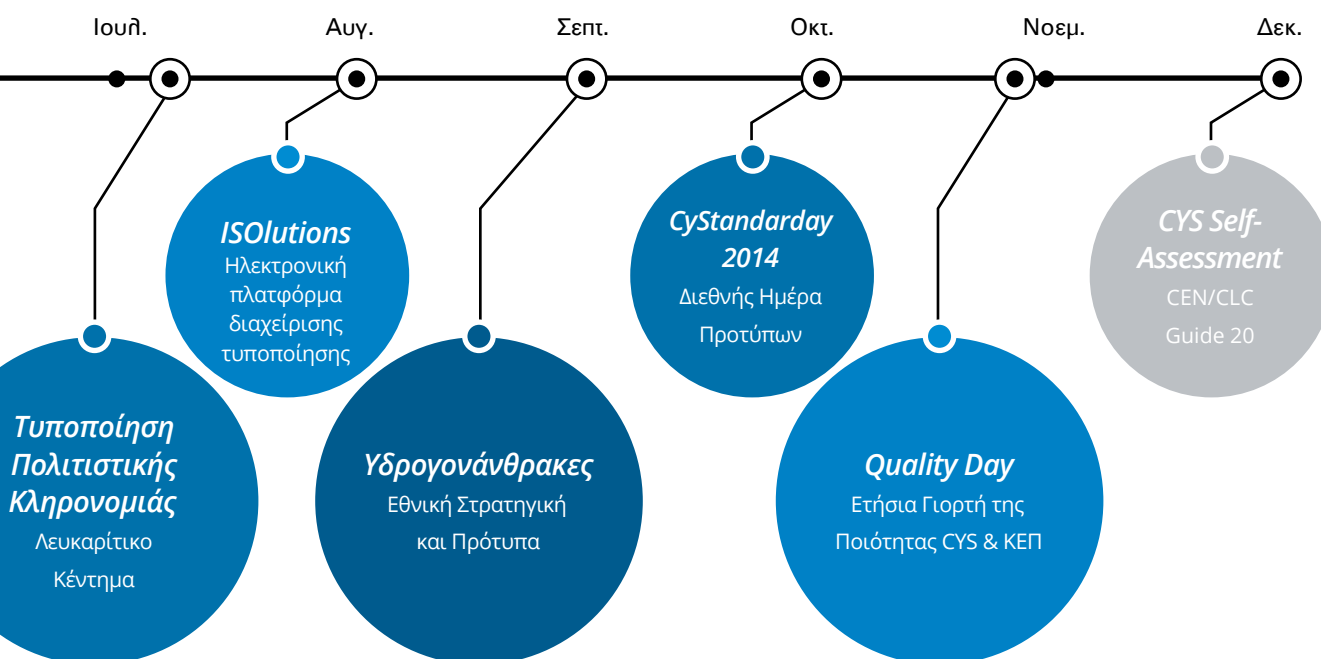 Ιουλ.
Αυγ.
Σεπτ.
Οκτ.
Νοεμ.
Δεκ.
Τυποποίηση
Πολιτιστικής
Κληρονομιάς
Λευκαρίτικο
Κέντημα
ISOlutions
Ηλεκτρονική
πλατφόρμα
διαχείρισης
τυποποίησης
Υδρογονάνθρακες
Εθνική Στρατηγική
και Πρότυπα
CyStandarday
2014
Διεθνής Ημέρα
Προτύπων
Quality Day
Ετήσια Γιορτή της
Ποιότητας CYS & ΚΕΠ
CYS Self-
Assessment
CEN/CLC
Guide 20